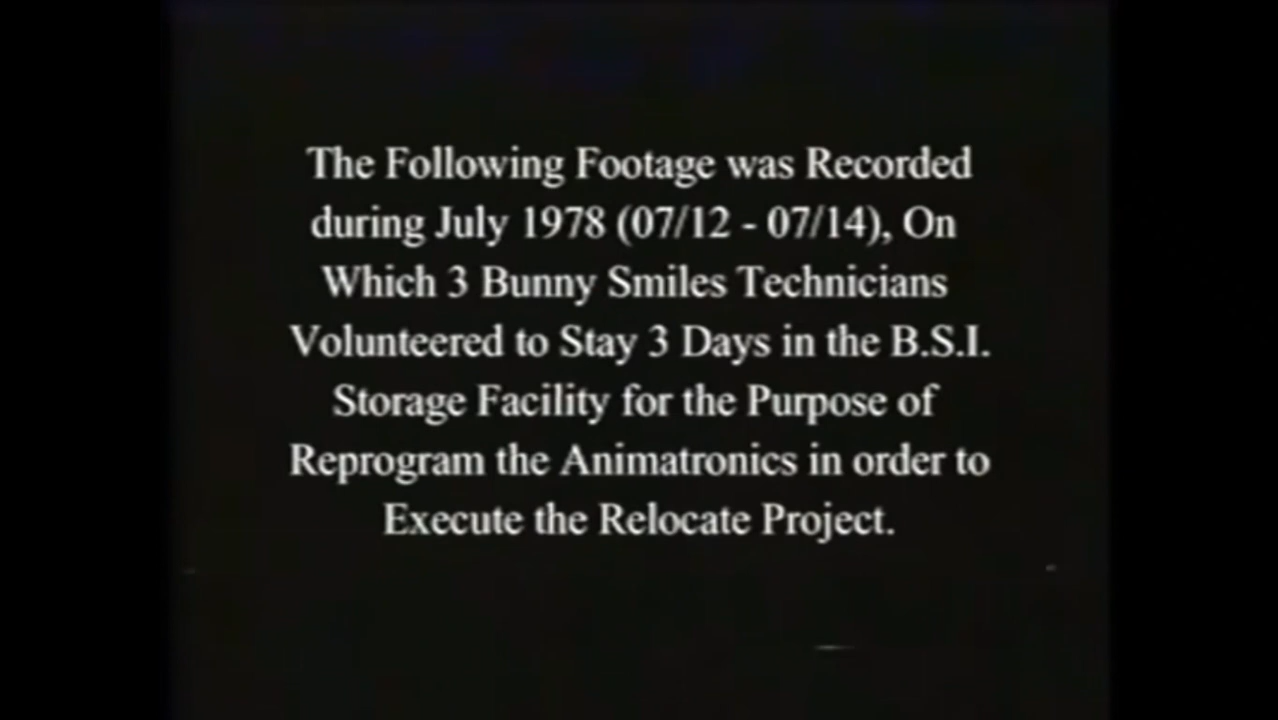 The Following Footage was Recorded
during July 1978 (07/12 - 07/14), On
Which 3 Bunny Smiles Technicians
Volunteered to Stay 3 Days in the B.S.I.
Storage Facility for the Purpose of
Reprogram the Animatronics in order to
Execute the Relocate Project.